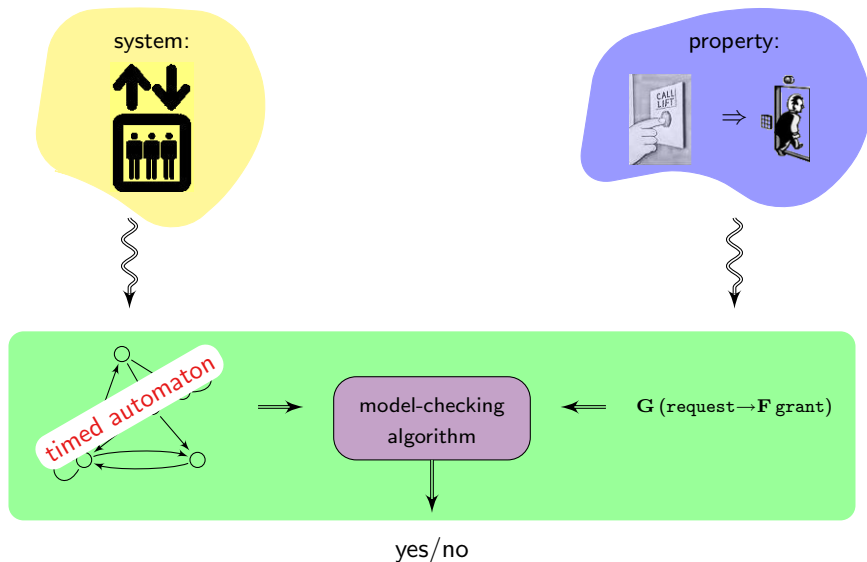 system:
property:
CALL
LIFT
⇒
timed automaton
model-checking
algorithm
G (request→F grant)
yes/no